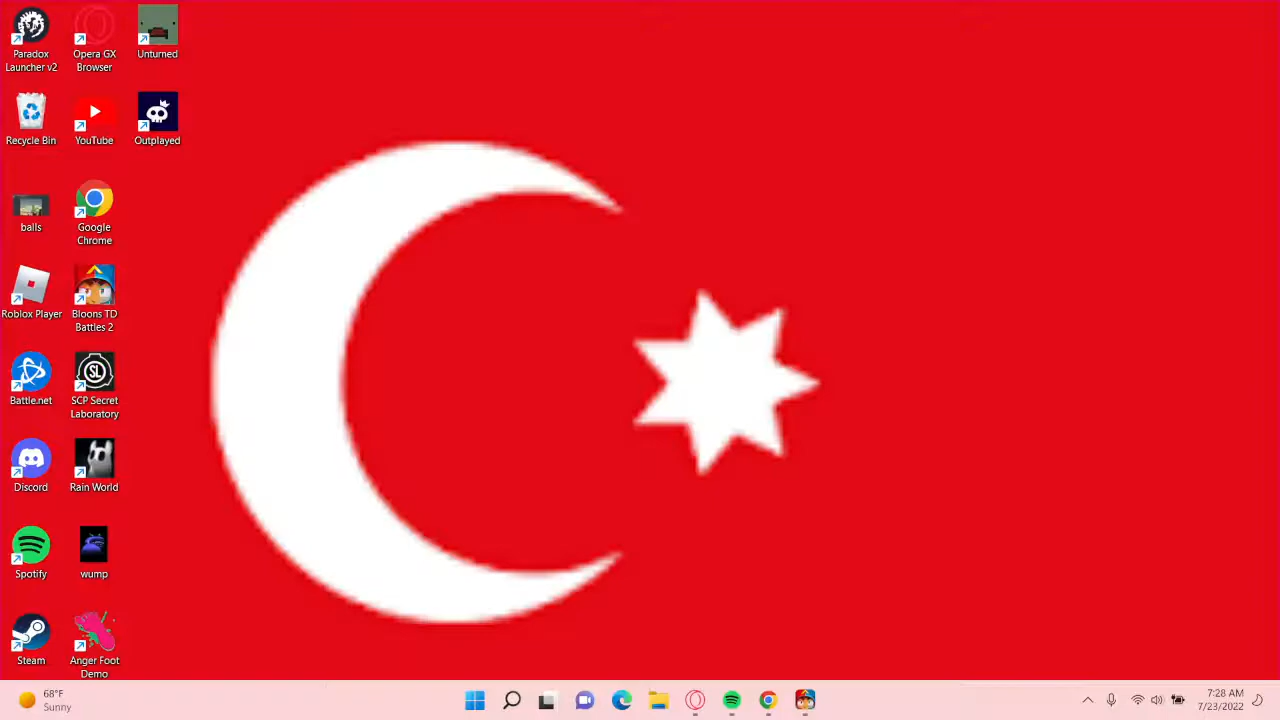 Paradox
Launcher v2
Opera GX
Browser
Unturned
Recycle Bin
YouTube
Outplayed
balls
Google
Chrome
Roblox Player
Bloons TD
Battles 2
Battle.net
SCP Secret
Laboratory
Discord
Rain World
Spotify
wump
Steam
Anger Foot
Demo
68°F
Sunny
7:28 AM
7/23/2022